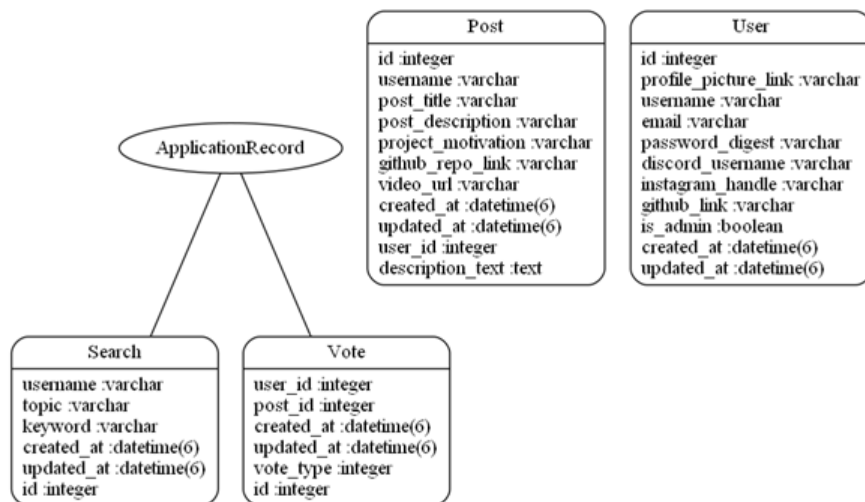 Post
id :integer
username :varchar
post_title :varchar
post_description :varchar
project_motivation :varchar
github_repo_link :varchar
video_url :varchar
created_at :datetime(6)
updated_at :datetime(6)
user_id :integer
description_text :text
User
id :integer
profile_picture_link :varchar
username :varchar
email :varchar
password_digest :varchar
discord_username :varchar
instagram_handle :varchar
github_link :varchar
is_admin :boolean
created_at :datetime(6)
updated_at :datetime(6)
ApplicationRecord
Search
username :varchar
topic :varchar
keyword :varchar
created_at :datetime(6)
updated_at :datetime(6)
id :integer
Vote
user_id :integer
post_id :integer
created_at :datetime(6)
updated_at :datetime(6)
vote_type :integer
id :integer